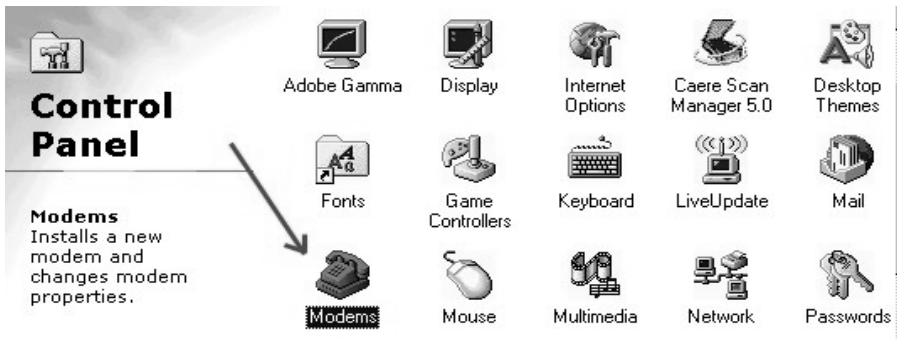 Control
Panel
Modems
Installs a new
modem and
changes modem
properties.
Adobe Gamma
Display
Internet
Options
Caere Scan
Manager 5.0
Desktop
Themes
Fonts
Game
Controllers
Keyboard
LiveUpdate
Mail
Modems
Mouse
Multimedia
Network
Passwords